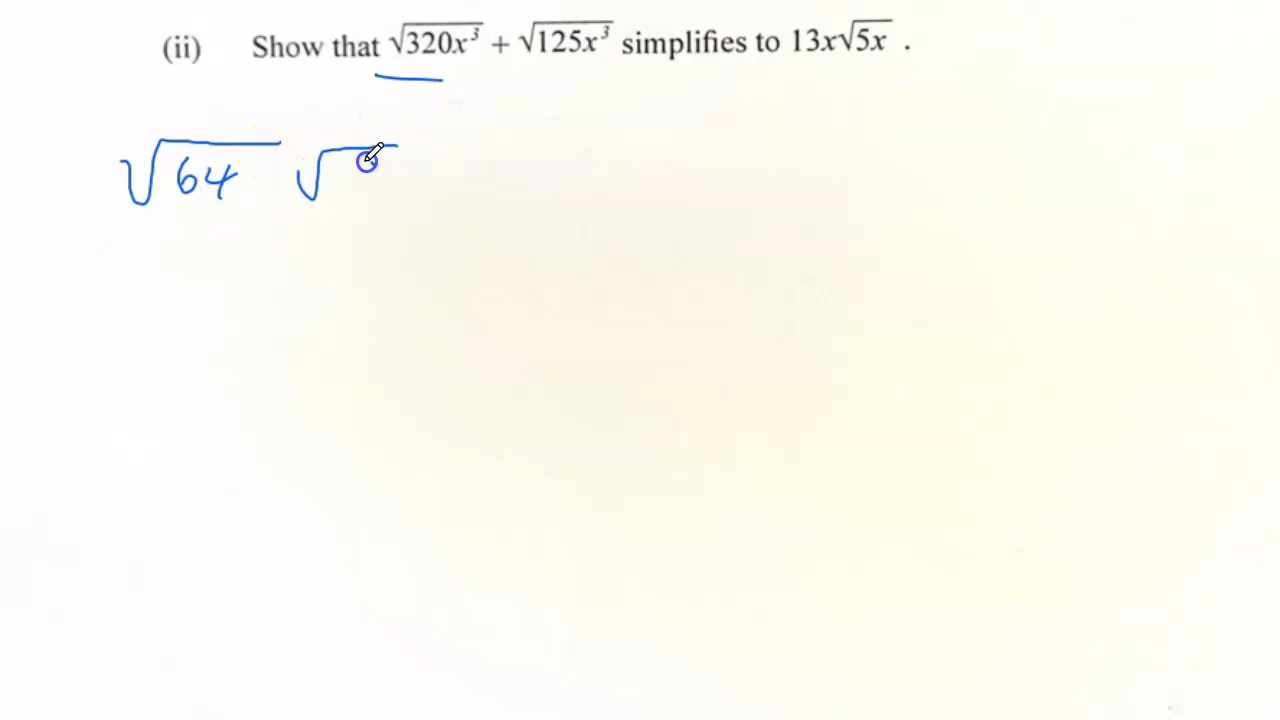 (ii) Show that √320x³ + √125x³ simplifies to 13x√5x .
√64 √